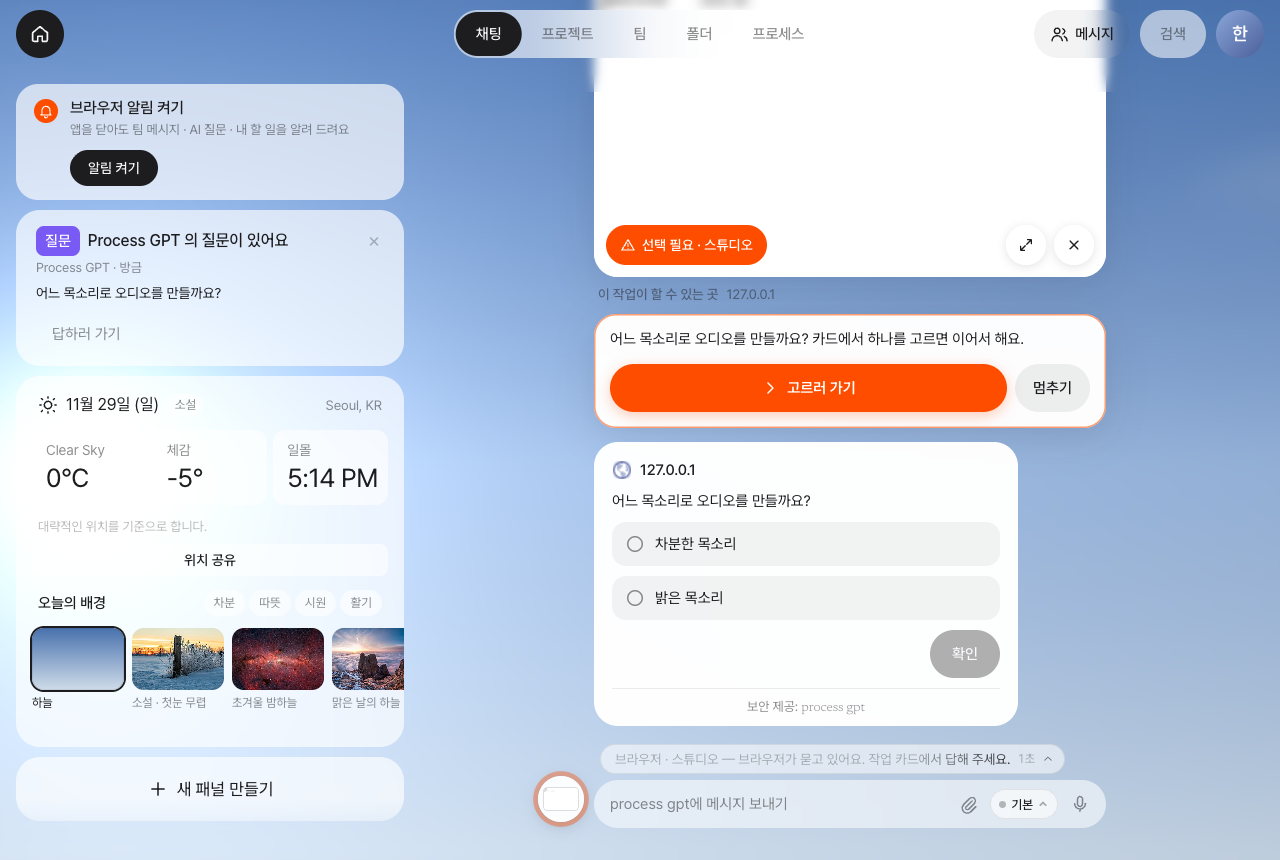 채팅
프로젝트
팀
폴더
프로세스
메시지
검색
한
브라우저 알림 켜기
앱을 닫아도 팀 메시지 · AI 질문 · 내 할 일을 알려 드려요
알림 켜기
질문 Process GPT 의 질문이 있어요
Process GPT · 방금
어느 목소리로 오디오를 만들까요?
답하러 가기
11월 29일 (일) 소설 Seoul, KR
Clear Sky 체감 일몰
0°C -5° 5:14 PM
대략적인 위치를 기준으로 합니다.
위치 공유
오늘의 배경 차분 따뜻 시원 활기
하늘 소설 · 첫눈 무렵 초겨울 밤하늘 맑은 날의 하늘
새 패널 만들기
선택 필요 · 스튜디오
이 작업이 할 수 있는 곳 127.0.0.1
어느 목소리로 오디오를 만들까요? 카드에서 하나를 고르면 이어서 해요.
고르러 가기 멈추기
127.0.0.1
어느 목소리로 오디오를 만들까요?
차분한 목소리
밝은 목소리
확인
보안 제공: process gpt
브라우저 · 스튜디오 — 브라우저가 묻고 있어요. 작업 카드에서 답해 주세요. 1초
process gpt에 메시지 보내기 기본